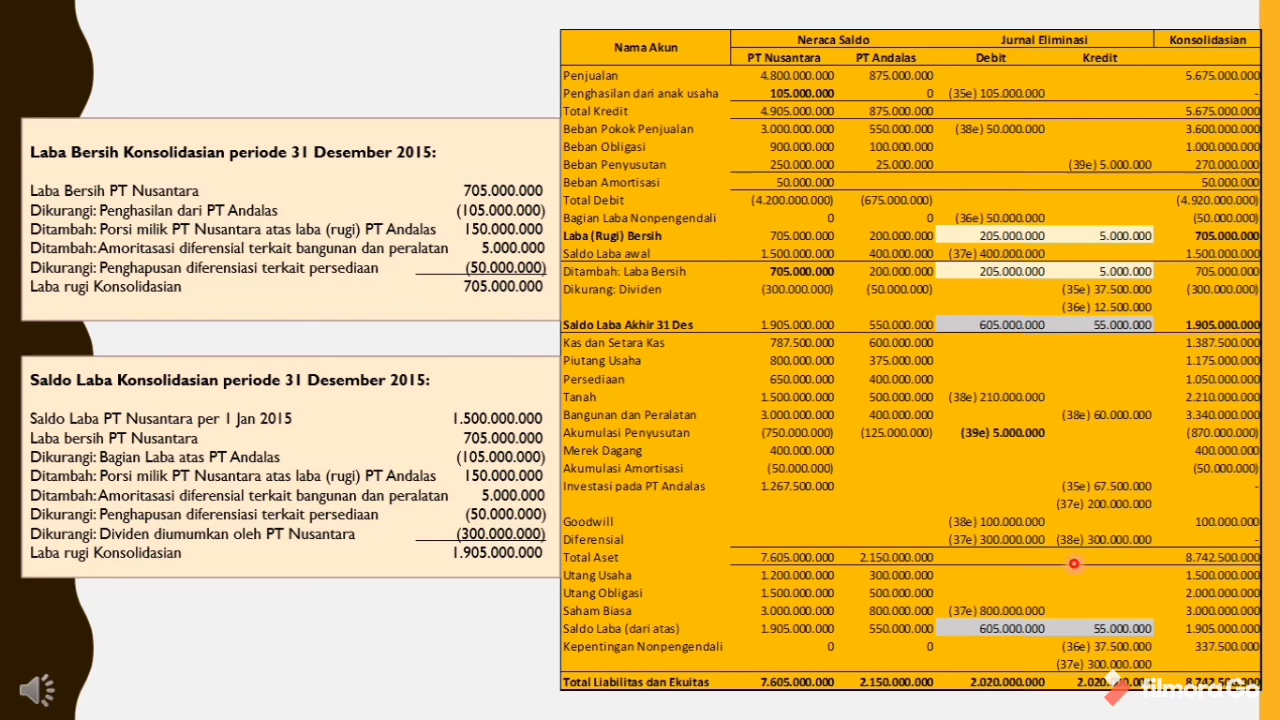 Laba Bersih Konsolidasian periode 31 Desember 2015:
Laba Bersih PT Nusantara 705.000.000
Dikurangi: Penghasilan dari PT Andalas (105.000.000)
Ditambah: Porsi milik PT Nusantara atas laba (rugi) PT Andalas 150.000.000
Ditambah: Amoritisasi diferensial terkait bangunan dan peralatan 5.000.000
Dikurangi: Penghapusan diferensiasi terkait persediaan (50.000.000)
Laba rugi Konsolidasian 705.000.000
Saldo Laba Konsolidasian periode 31 Desember 2015:
Saldo Laba PT Nusantara per 1 Jan 2015 1.500.000.000
Laba bersih PT Nusantara 705.000.000
Dikurangi: Bagian Laba atas PT Andalas (105.000.000)
Ditambah: Porsi milik PT Nusantara atas laba (rugi) PT Andalas 150.000.000
Ditambah: Amoritasasi diferensial terkait bangunan dan peralatan 5.000.000
Dikurangi: Penghapusan diferensiasi terkait persediaan (50.000.000)
Dikurangi: Dividen diumumkan oleh PT Nusantara (300.000.000)
Laba rugi Konsolidasian 1.905.000.000
Nama Akun Neraca Saldo Jurnal Eliminasi Konsolidasian
PT Nusantara PT Andalas Debit Kredit
Penjualan 4.800.000.000 875.000.000 5.675.000.000
Penghasilan dari anak usaha 105.000.000 0 (35e) 105.000.000 -
Total Kredit 4.905.000.000 875.000.000 5.675.000.000
Beban Pokok Penjualan 3.000.000.000 550.000.000 (38e) 50.000.000 3.600.000.000
Beban Obligasi 900.000.000 100.000.000 1.000.000.000
Beban Penyusutan 250.000.000 25.000.000 (39e) 5.000.000 270.000.000
Beban Amortisasi 50.000.000 50.000.000
Total Debit (4.200.000.000) (675.000.000) (4.920.000.000)
Bagian Laba Nonpengendali 0 0 (36e) 50.000.000 (50.000.000)
Laba (Rugi) Bersih 705.000.000 200.000.000 205.000.000 5.000.000 705.000.000
Saldo Laba awal 1.500.000.000 400.000.000 (37e) 400.000.000 1.500.000.000
Ditambah: Laba Bersih 705.000.000 200.000.000 205.000.000 5.000.000 705.000.000
Dikurang: Dividen (300.000.000) (50.000.000) (35e) 37.500.000 (300.000.000)
(36e) 12.500.000
Saldo Laba Akhir 31 Des 1.905.000.000 550.000.000 605.000.000 55.000.000 1.905.000.000
Kas dan Setara Kas 787.500.000 600.000.000 1.387.500.000
Piutang Usaha 800.000.000 375.000.000 1.175.000.000
Persediaan 650.000.000 400.000.000 1.050.000.000
Tanah 1.500.000.000 500.000.000 (38e) 210.000.000 2.210.000.000
Bangunan dan Peralatan 3.000.000.000 400.000.000 (38e) 60.000.000 3.340.000.000
Akumulasi Penyusutan (750.000.000) (125.000.000) (39e) 5.000.000 (870.000.000)
Merek Dagang 400.000.000 400.000.000
Akumulasi Amortisasi (50.000.000) (50.000.000)
Investasi pada PT Andalas 1.267.500.000 (35e) 67.500.000 -
(37e) 200.000.000
Goodwill (38e) 100.000.000 100.000.000
Diferensial (37e) 300.000.000 (38e) 300.000.000 -
Total Aset 7.605.000.000 2.150.000.000 8.742.500.000
Utang Usaha 1.200.000.000 300.000.000 1.500.000.000
Utang Obligasi 1.500.000.000 500.000.000 2.000.000.000
Saham Biasa 3.000.000.000 800.000.000 (37e) 800.000.000 3.000.000.000
Saldo Laba (dari atas) 1.905.000.000 550.000.000 605.000.000 55.000.000 1.905.000.000
Kepentingan Nonpengendali 0 0 (36e) 37.500.000 337.500.000
(37e) 300.000.000
Total Liabilitas dan Ekuitas 7.605.000.000 2.150.000.000 2.020.000.000
filmora Go